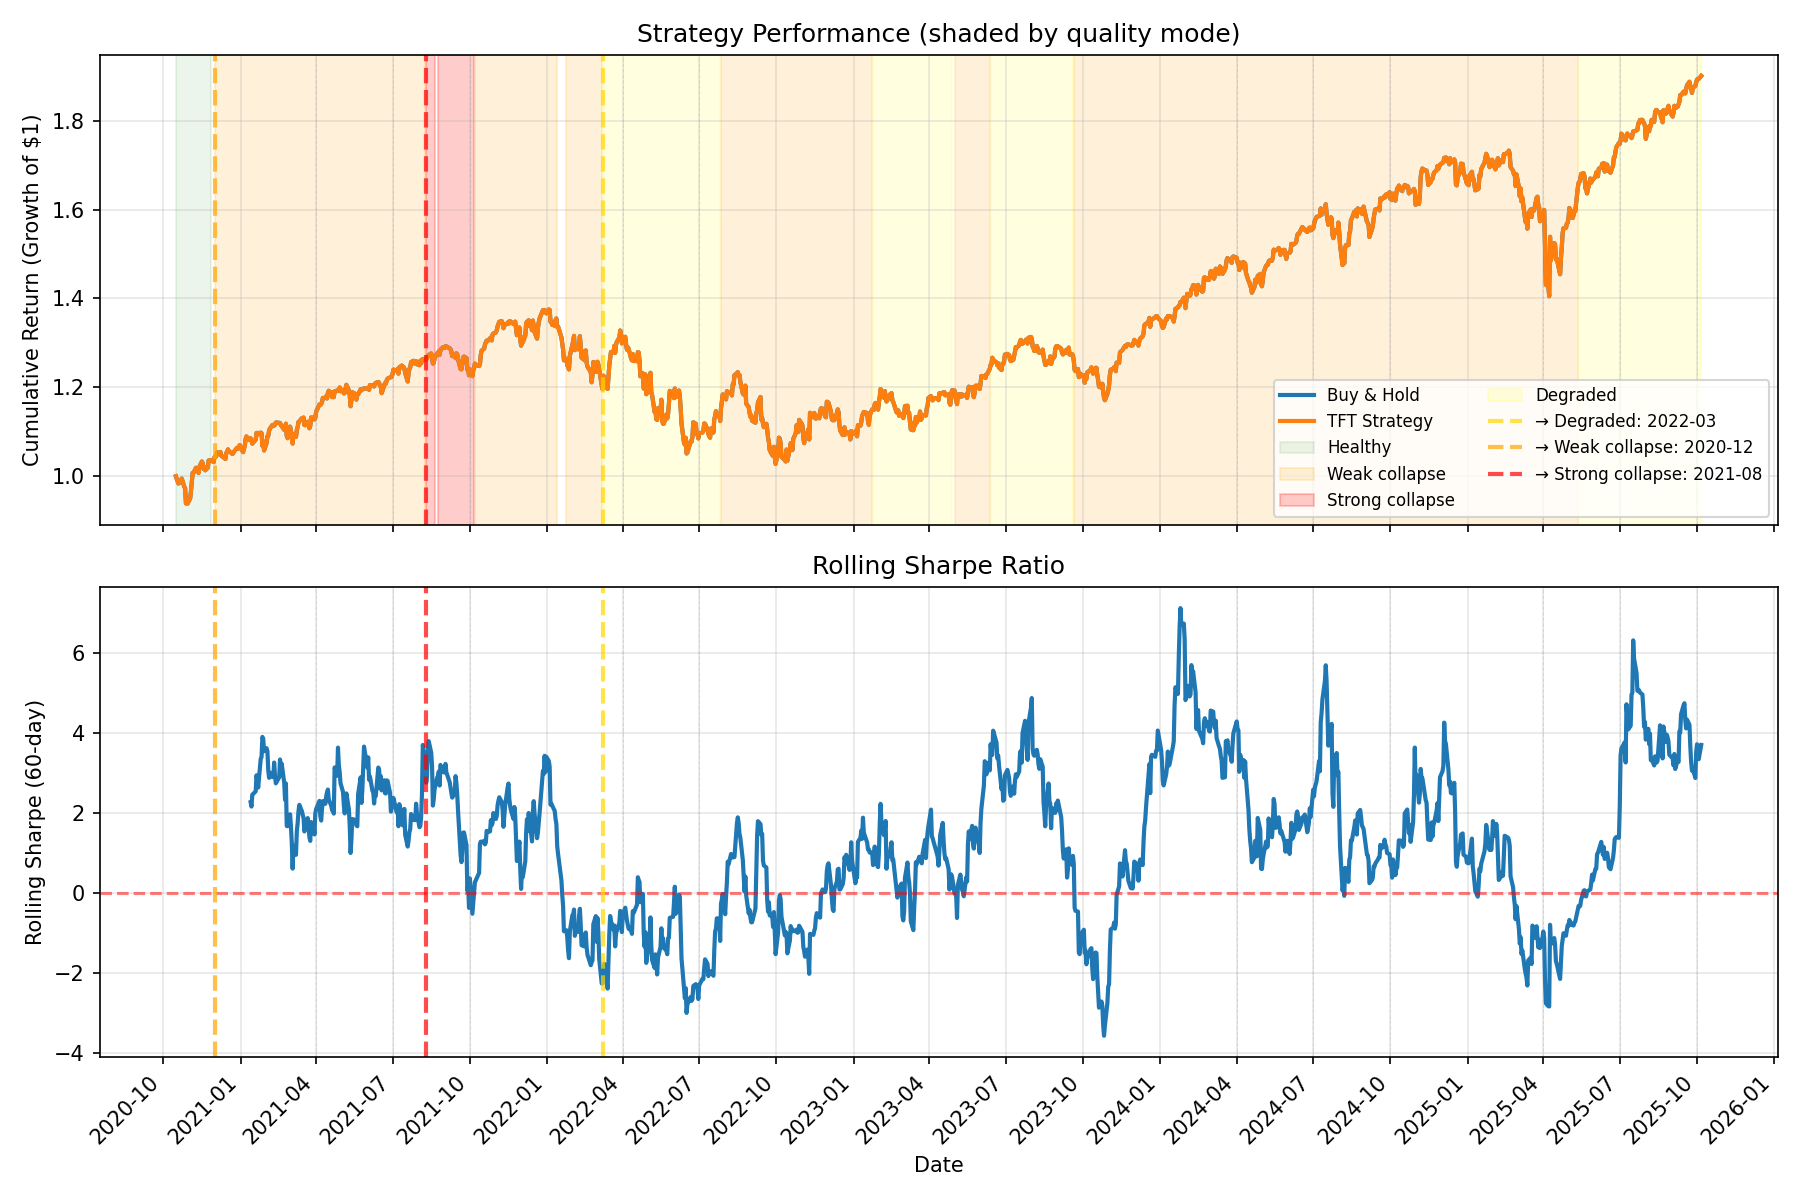 Strategy Performance (shaded by quality mode)
Cumulative Return (Growth of $1)
1.8
1.6
1.4
1.2
1.0
Buy & Hold
TFT Strategy
Healthy
Weak collapse
Strong collapse
Degraded
→ Degraded: 2022-03
→ Weak collapse: 2020-12
→ Strong collapse: 2021-08
Rolling Sharpe Ratio
Rolling Sharpe (60-day)
6
4
2
0
−2
−4
2020-10
2021-01
2021-04
2021-07
2021-10
2022-01
2022-04
2022-07
2022-10
2023-01
2023-04
2023-07
2023-10
2024-01
2024-04
2024-07
2024-10
2025-01
2025-04
2025-07
2025-10
2026-01
Date